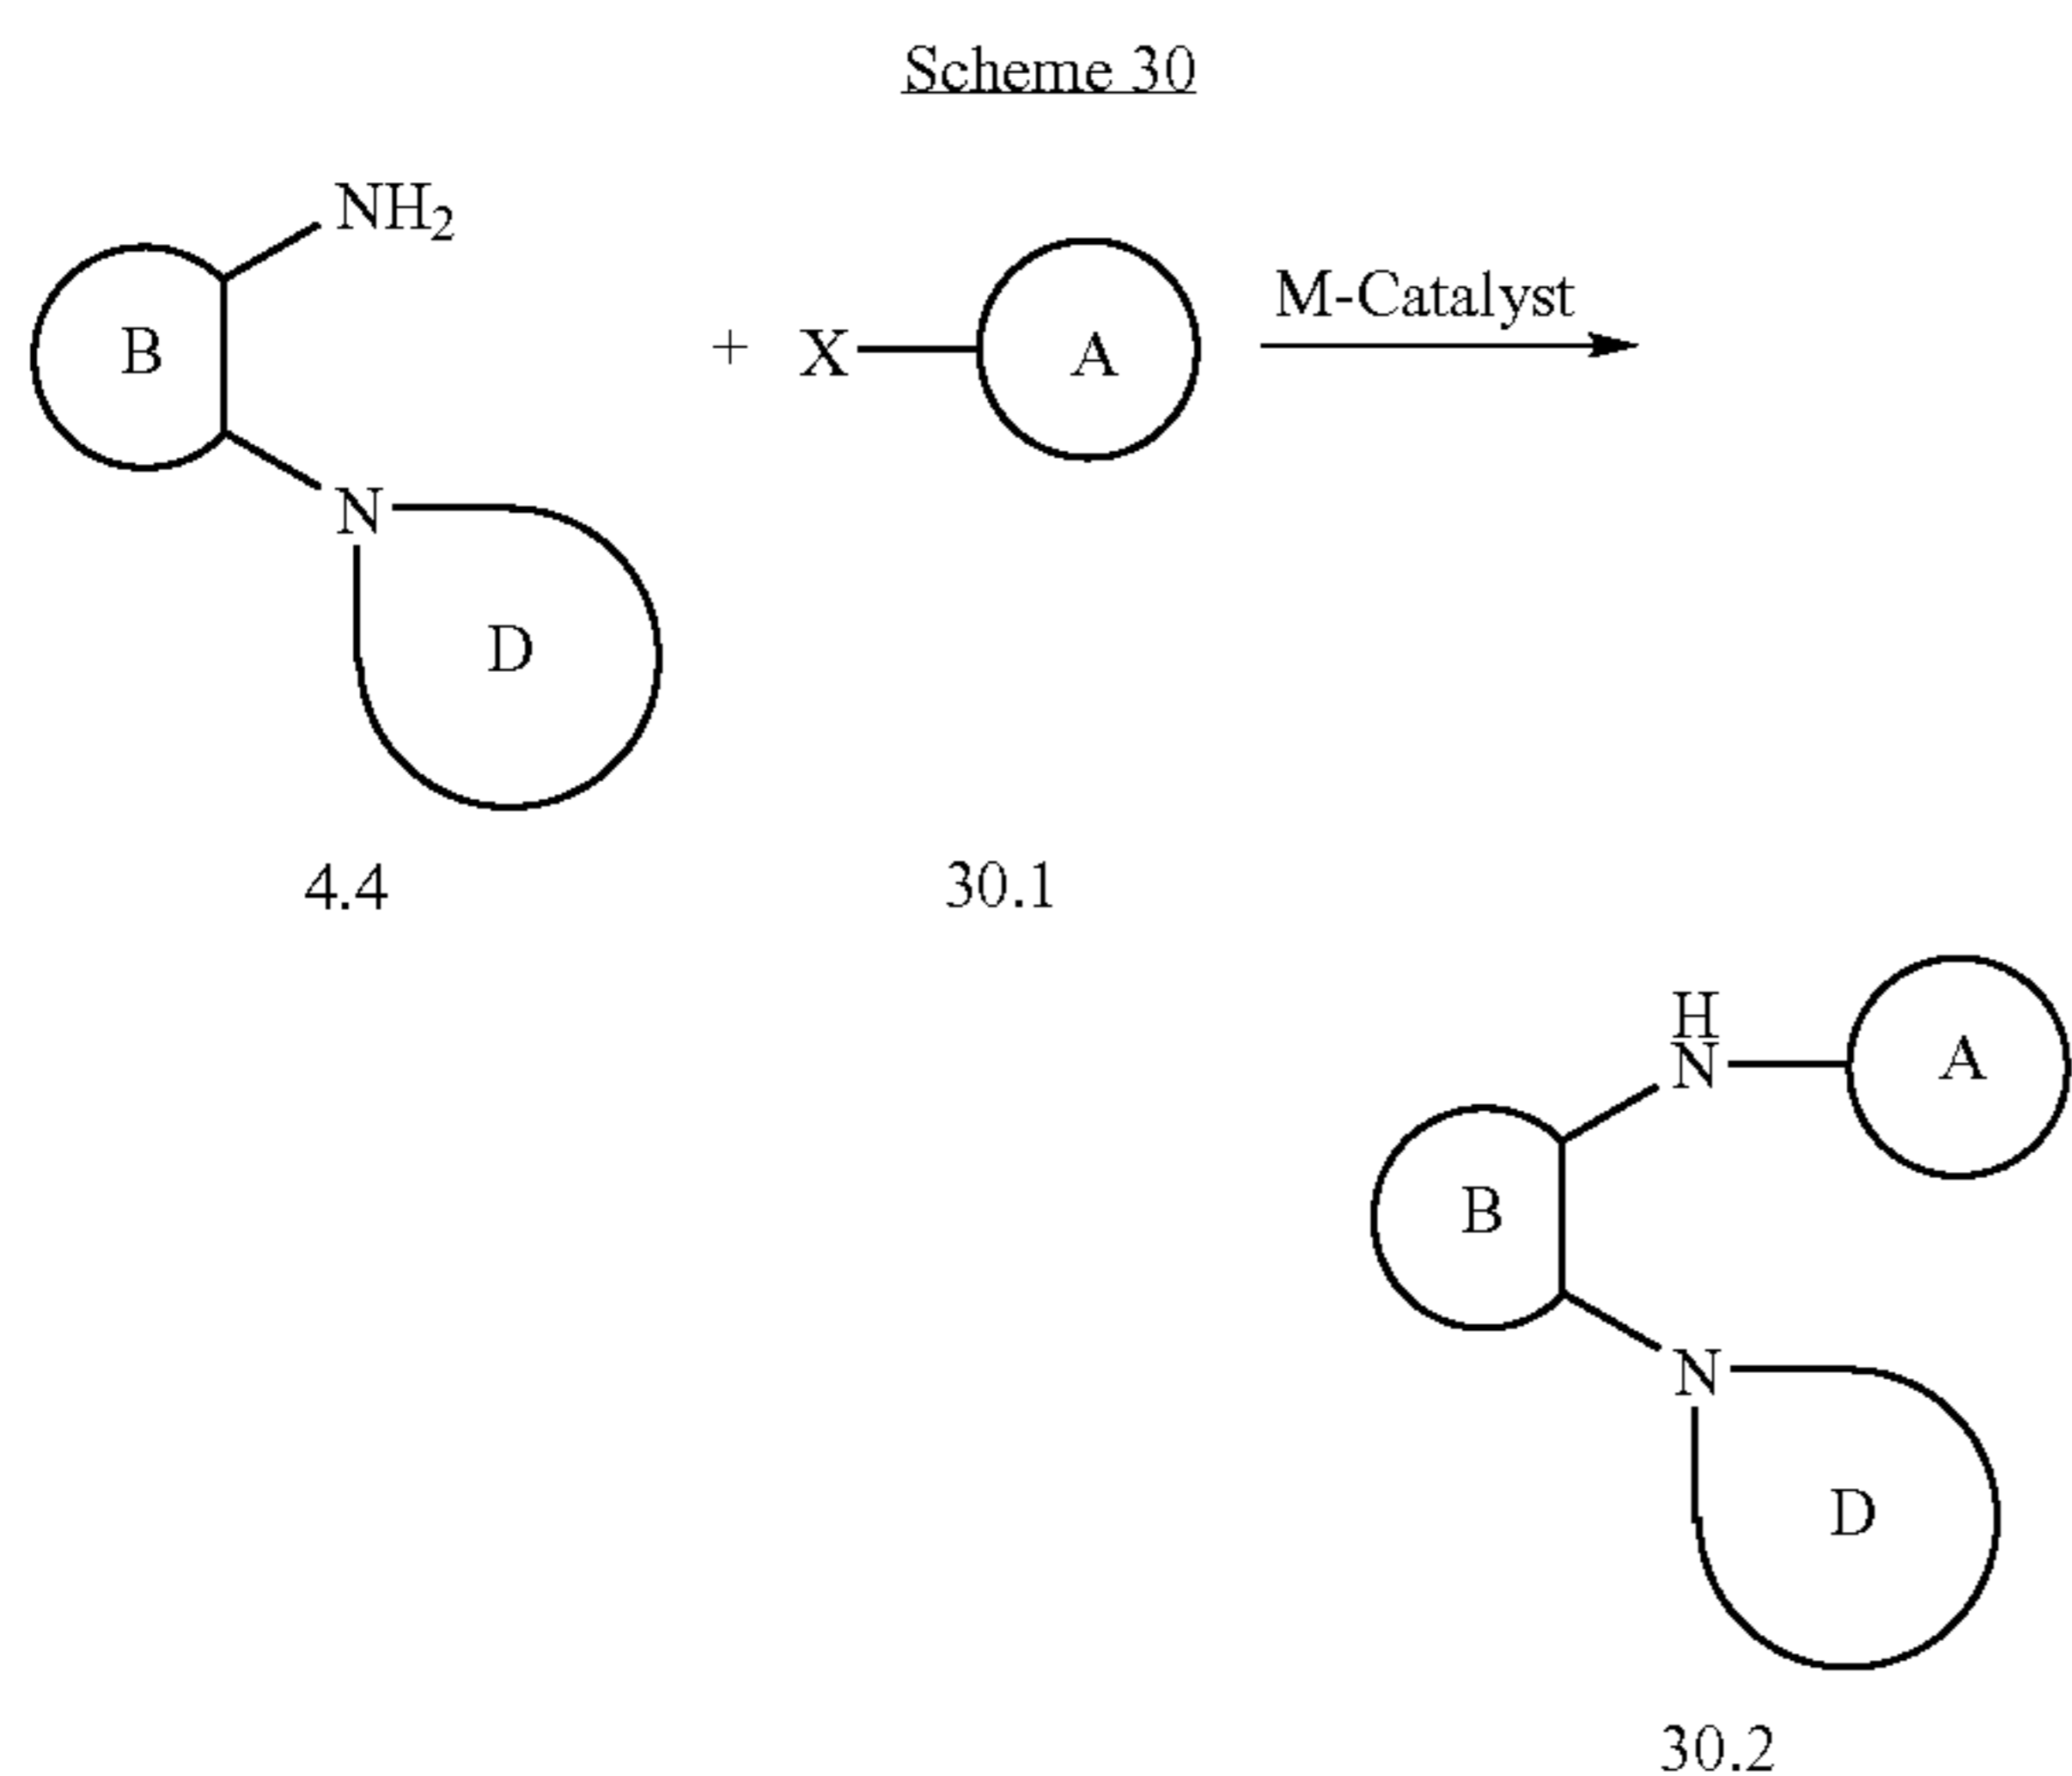 Scheme 30
NH2
B
+ X A
M-Catalyst
N
D
4.4
30.1
H
N
A
B
N
D
30.2